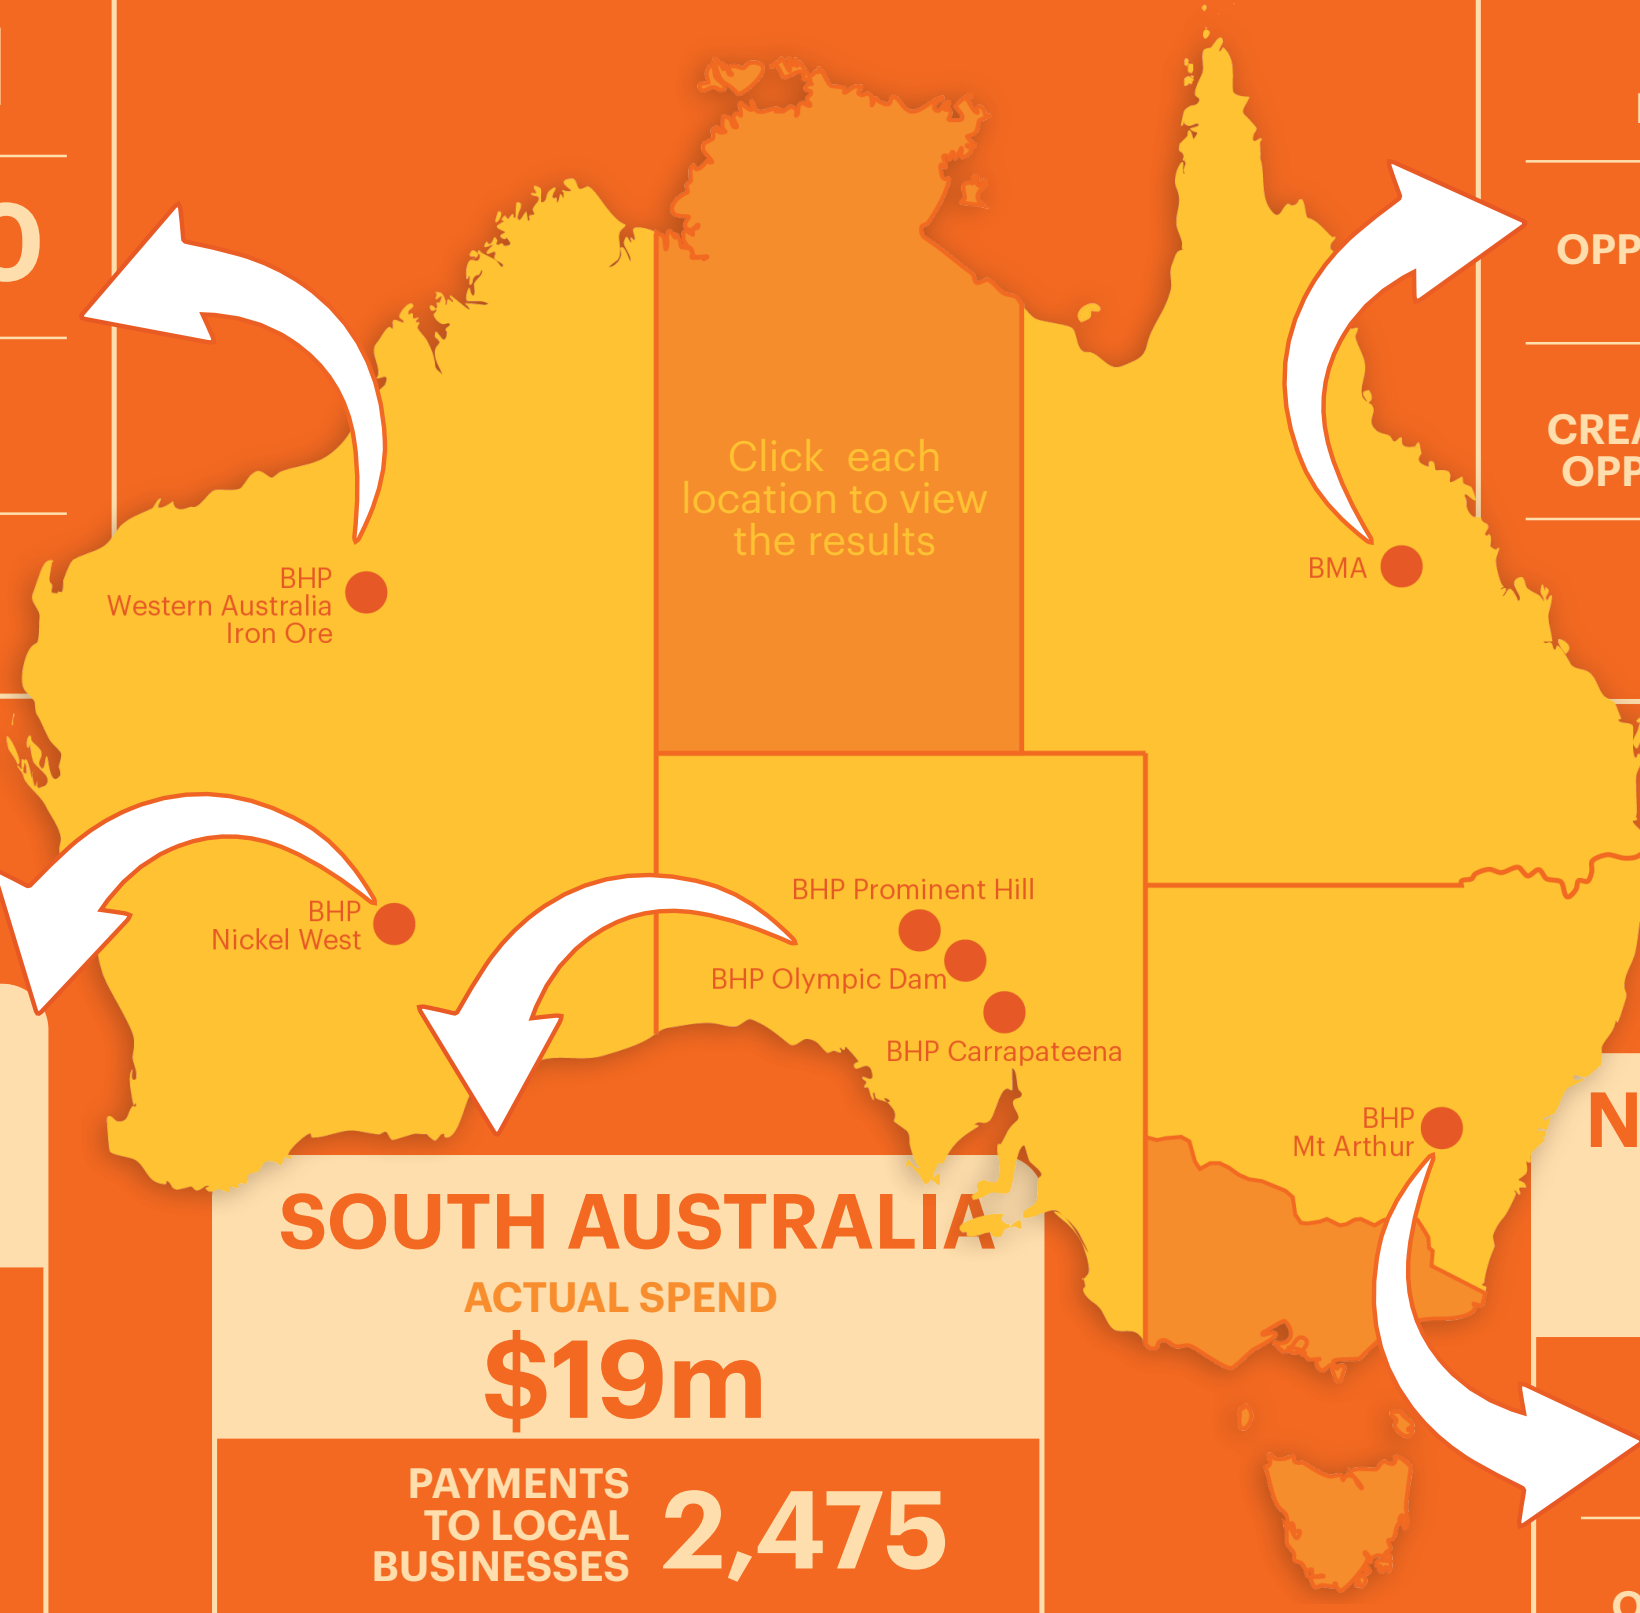 OPP
CREA
OPP
Click each
location to view
the results
BHP
Western Australia
Iron Ore
BMA
BHP Prominent Hill
BHP
Nickel West
BHP Olympic Dam
BHP Carrapateena
BHP
Mt Arthur
N
SOUTH AUSTRALIA
ACTUAL SPEND
$19m
PAYMENTS
TO LOCAL
BUSINESSES
2,475